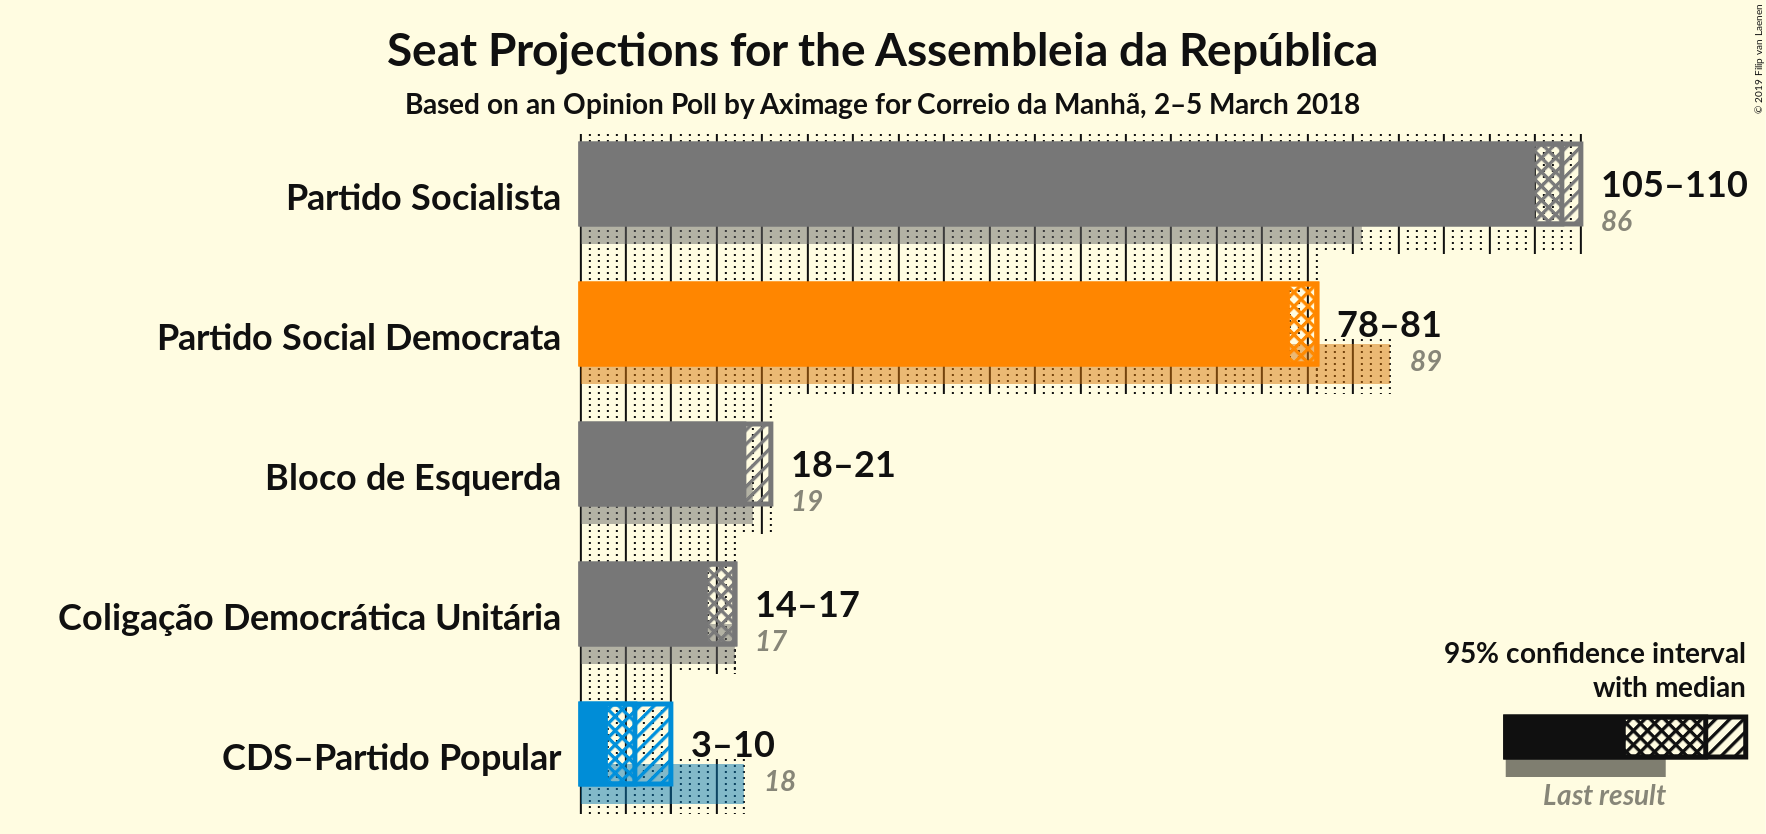 Seat Projections for the Assembleia da República
Based on an Opinion Poll by Aximage for Correio da Manhã, 2–5 March 2018
© 2019 Filip van Laenen
Partido Socialista
105–110
86
Partido Social Democrata
78–81
89
Bloco de Esquerda
18–21
19
Coligação Democrática Unitária
14–17
17
CDS–Partido Popular
3–10
18
95% confidence interval
with median
Last result